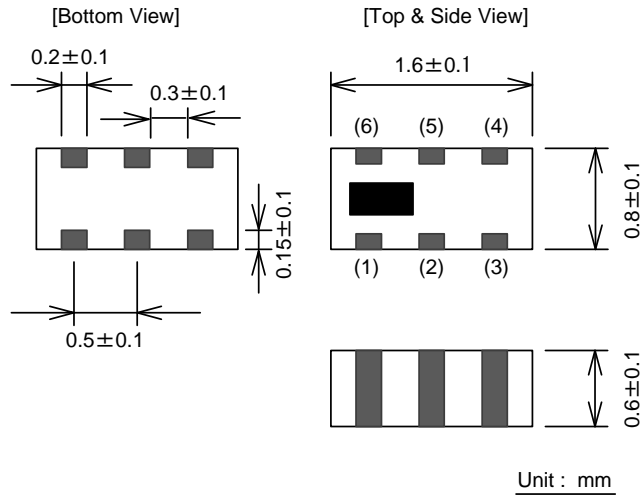 [Bottom View]
[Top & Side View]
0.2±0.1
0.3±0.1
0.15±0.1
0.5±0.1
1.6±0.1
(6) (5) (4)
0.8±0.1
(1) (2) (3)
0.6±0.1
Unit : mm